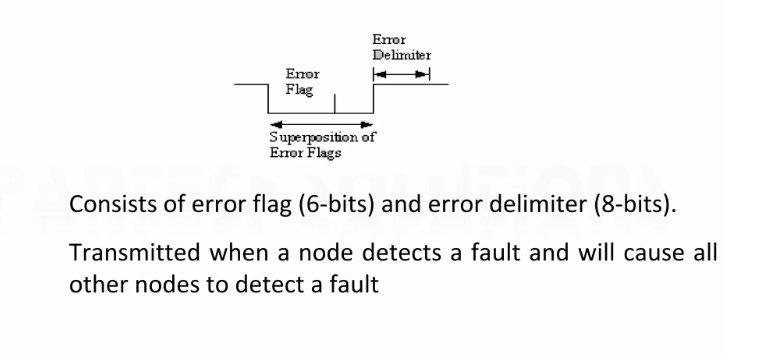 Error
Delimiter
Error
Flag
Superposition of
Error Flags
Consists of error flag (6-bits) and error delimiter (8-bits).
Transmitted when a node detects a fault and will cause all
other nodes to detect a fault